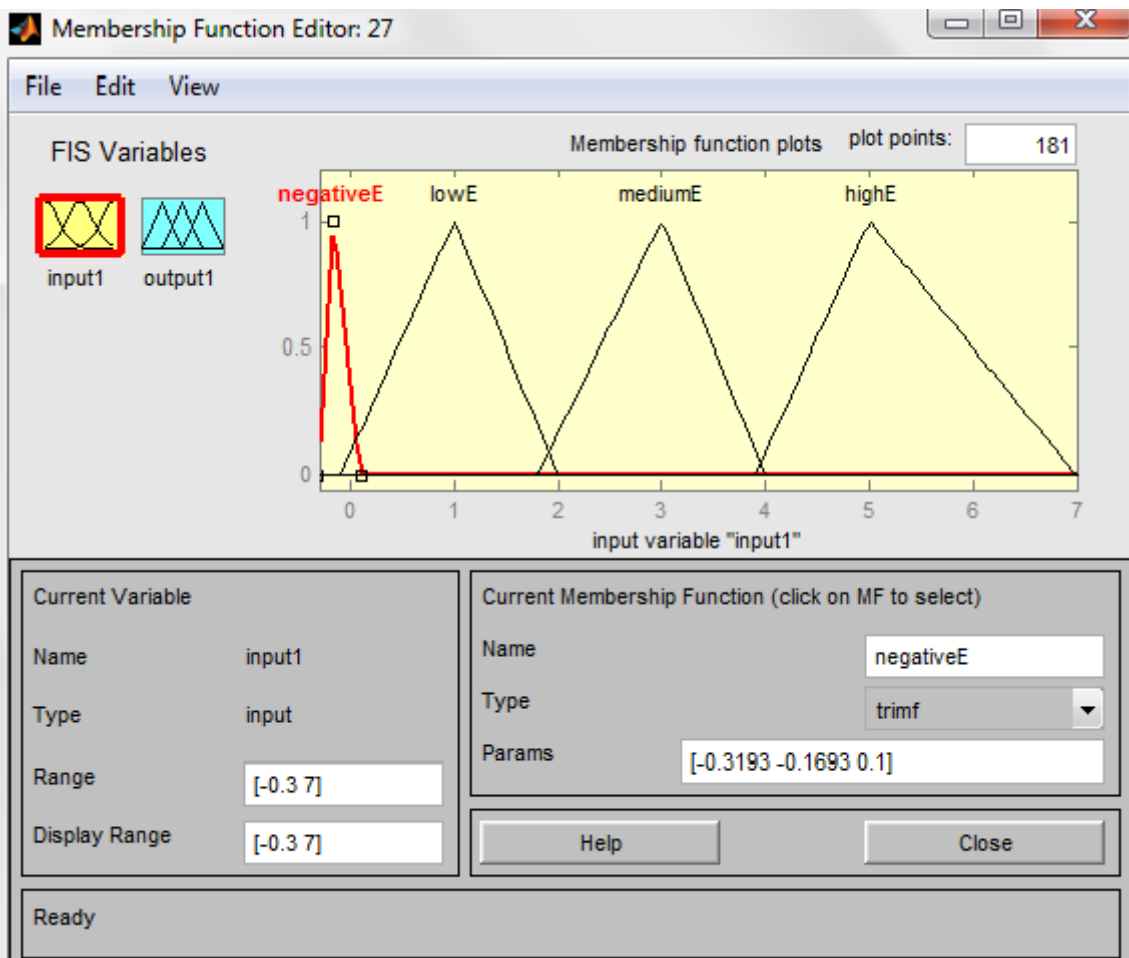 Membership Function Editor: 27
File Edit View
FIS Variables
Membership function plots plot points: 181
input1 output1
negativeE lowE mediumE highE
1
0.5
0
0 1 2 3 4 5 6 7
input variable "input1"
Current Variable
Name input1
Type input
Range [-0.3 7]
Display Range [-0.3 7]
Current Membership Function (click on MF to select)
Name negativeE
Type trimf
Params [-0.3193 -0.1693 0.1]
Help Close
Ready